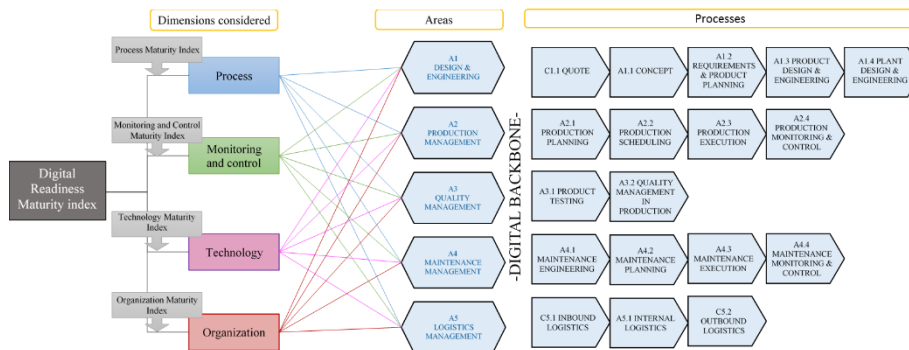 Dimensions considered
Areas
Processes
Process Maturity Index
Process
Monitoring and Control
Maturity Index
Monitoring
and control
Digital
Readiness
Maturity index
Technology Maturity
Index
Technology
Organization Maturity
Index
Organization
A1
DESIGN &
ENGINEERING
A2
PRODUCTION
MANAGEMENT
A3
QUALITY
MANAGEMENT
A4
MAINTENANCE
MANAGEMENT
A5
LOGISTICS
MANAGEMENT
-DIGITAL BACKBONE-
C1.1 QUOTE
A1.1 CONCEPT
A1.2
REQUIREMENTS
& PRODUCT
PLANNING
A1.3 PRODUCT
DESIGN &
ENGINEERING
A1.4 PLANT
DESIGN &
ENGINEERING
A2.1
PRODUCTION
PLANNING
A2.2
PRODUCTION
SCHEDULING
A2.3
PRODUCTION
EXECUTION
A2.4
PRODUCTION
MONITORING &
CONTROL
A3.1 PRODUCT
TESTING
A3.2 QUALITY
MANAGEMENT
IN
PRODUCTION
A4.1
MAINTENANCE
ENGINEERING
A4.2
MAINTENANCE
PLANNING
A4.3
MAINTENANCE
EXECUTION
A4.4
MAINTENANCE
MONITORING &
CONTROL
C5.1 INBOUND
LOGISTICS
A5.1 INTERNAL
LOGISTICS
C5.2
OUTBOUND
LOGISTICS